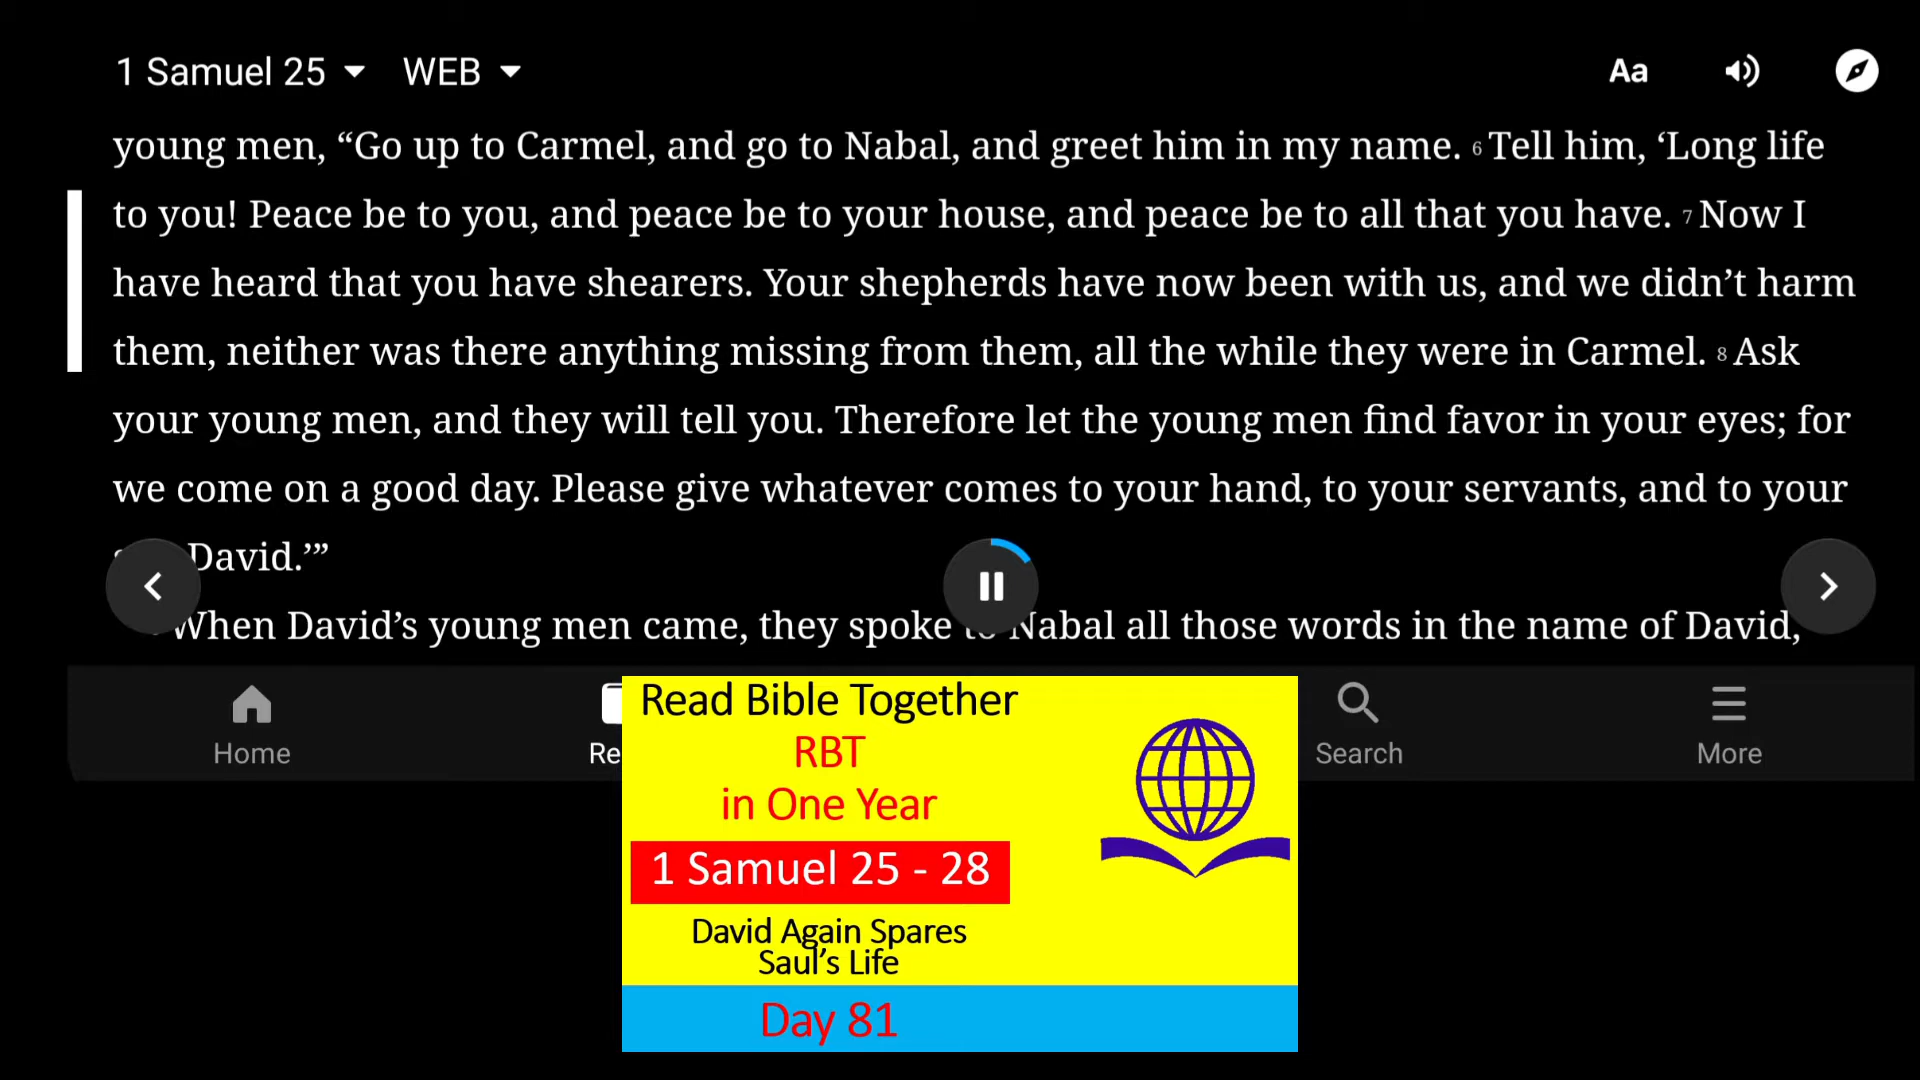 1 Samuel 25 WEB Aa
young men, “Go up to Carmel, and go to Nabal, and greet him in my name. 6 Tell him, ‘Long life
to you! Peace be to you, and peace be to your house, and peace be to all that you have. 7 Now I
have heard that you have shearers. Your shepherds have now been with us, and we didn’t harm
them, neither was there anything missing from them, all the while they were in Carmel. 8 Ask
your young men, and they will tell you. Therefore let the young men find favor in your eyes; for
we come on a good day. Please give whatever comes to your hand, to your servants, and to your
David.’”
When David’s young men came, they spoke to Nabal all those words in the name of David,
Home Re Search More
Read Bible Together
RBT
in One Year
1 Samuel 25 - 28
David Again Spares
Saul’s Life
Day 81